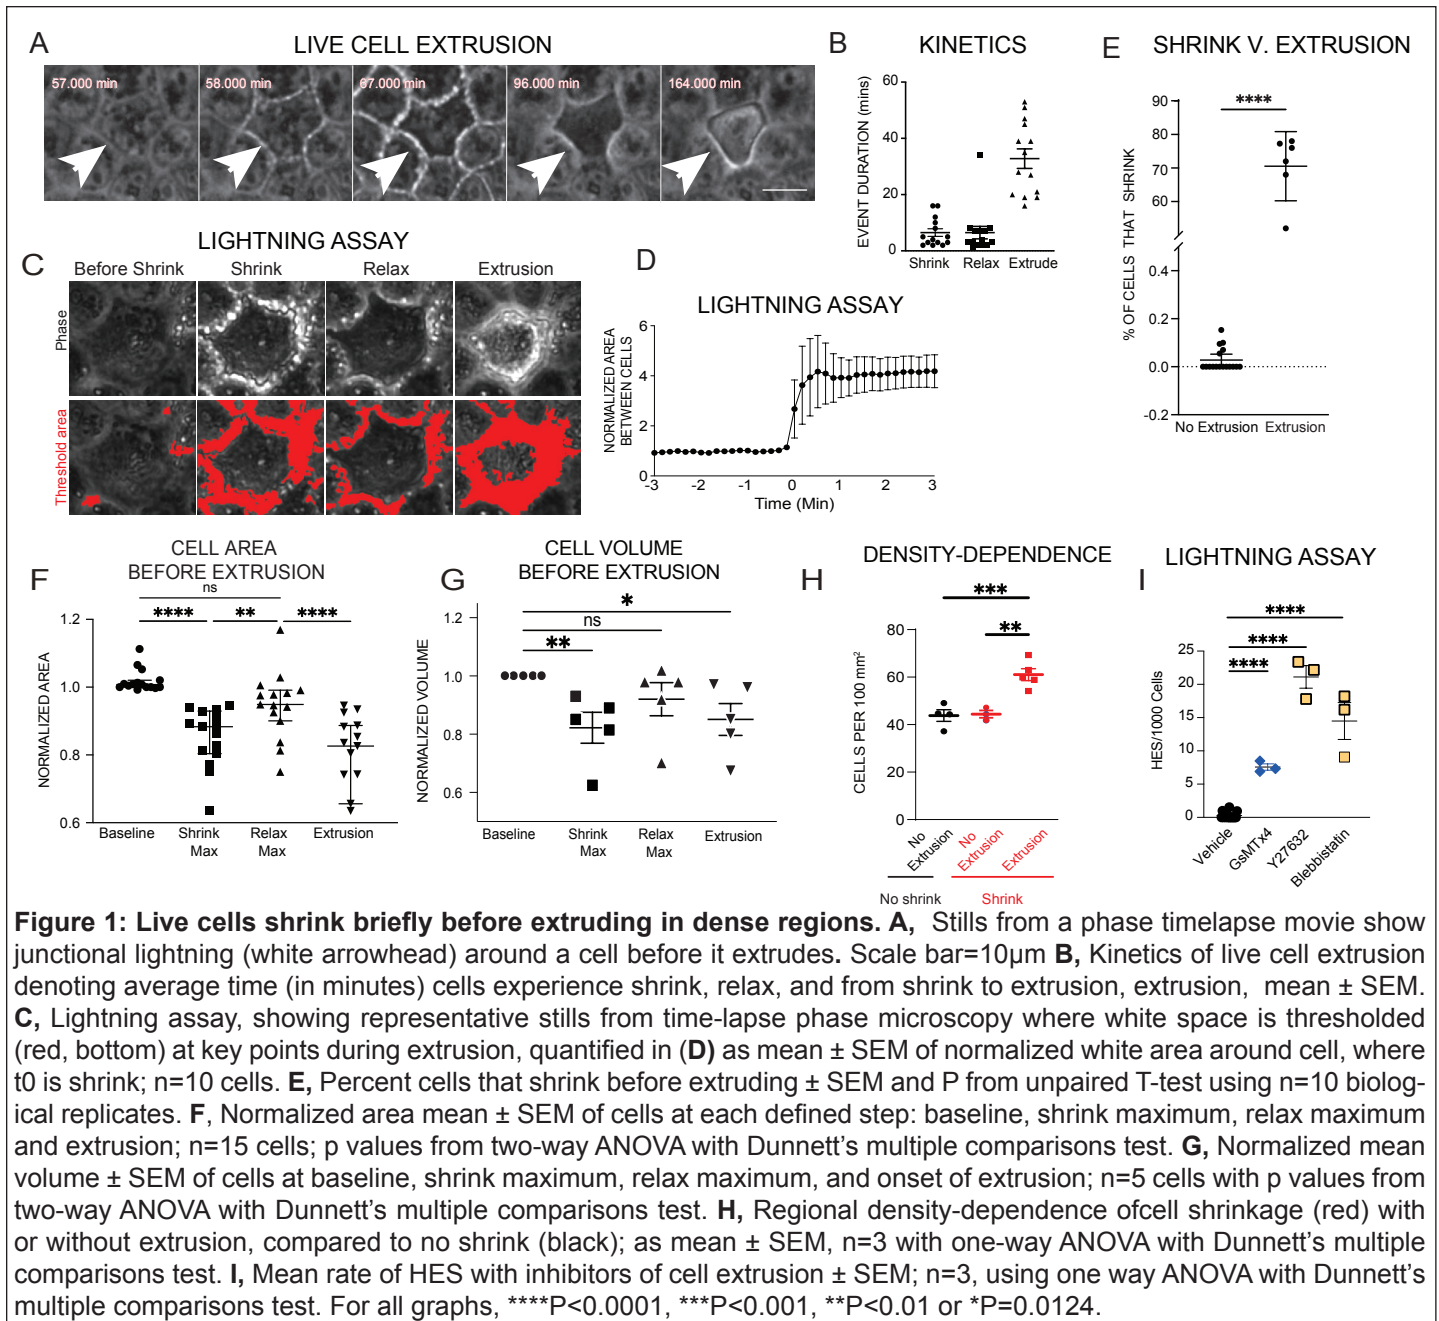 A
LIVE CELL EXTRUSION
57.000 min
58.000 min
67.000 min
96.000 min
164.000 min
B
KINETICS
EVENT DURATION (mins)
60
40
20
0
Shrink
Relax
Extrude
E
SHRINK V. EXTRUSION
****
% OF CELLS THAT SHRINK
90
80
70
60
0.4
0.2
0.0
-0.2
No Extrusion
Extrusion
C
LIGHTNING ASSAY
Before Shrink
Shrink
Relax
Extrusion
Phase
Threshold area
D
LIGHTNING ASSAY
NORMALIZED AREA
BETWEEN CELLS
6
4
2
0
-3
-2
-1
0
1
2
3
Time (Min)
F
CELL AREA
BEFORE EXTRUSION
ns
****
**
****
NORMALIZED AREA
1.2
1.0
0.8
0.6
Baseline
Shrink
Max
Relax
Max
Extrusion
G
CELL VOLUME
BEFORE EXTRUSION
*
ns
**
NORMALIZED VOLUME
1.2
1.0
0.8
0.6
Baseline
Shrink
Max
Relax
Max
Extrusion
H
DENSITY-DEPENDENCE
***
**
CELLS PER 100 mm²
80
60
40
20
0
No
Extrusion
No
Extrusion
Extrusion
No shrink
Shrink
I
LIGHTNING ASSAY
****
****
****
HES/1000 Cells
25
20
15
10
5
0
Vehicle
GsMTx4
Y27632
Blebbistatin
Figure 1: Live cells shrink briefly before extruding in dense regions. A, Stills from a phase timelapse movie show
junctional lightning (white arrowhead) around a cell before it extrudes. Scale bar=10µm B, Kinetics of live cell extrusion
denoting average time (in minutes) cells experience shrink, relax, and from shrink to extrusion, extrusion, mean ± SEM.
C, Lightning assay, showing representative stills from time-lapse phase microscopy where white space is thresholded
(red, bottom) at key points during extrusion, quantified in (D) as mean ± SEM of normalized white area around cell, where
t0 is shrink; n=10 cells. E, Percent cells that shrink before extruding ± SEM and P from unpaired T-test using n=10 biolog-
ical replicates. F, Normalized area mean ± SEM of cells at each defined step: baseline, shrink maximum, relax maximum
and extrusion; n=15 cells; p values from two-way ANOVA with Dunnett's multiple comparisons test. G, Normalized mean
volume ± SEM of cells at baseline, shrink maximum, relax maximum, and onset of extrusion; n=5 cells with p values from
two-way ANOVA with Dunnett's multiple comparisons test. H, Regional density-dependence ofcell shrinkage (red) with
or without extrusion, compared to no shrink (black); as mean ± SEM, n=3 with one-way ANOVA with Dunnett's multiple
comparisons test. I, Mean rate of HES with inhibitors of cell extrusion ± SEM; n=3, using one way ANOVA with Dunnett's
multiple comparisons test. For all graphs, ****P<0.0001, ***P<0.001, **P<0.01 or *P=0.0124.